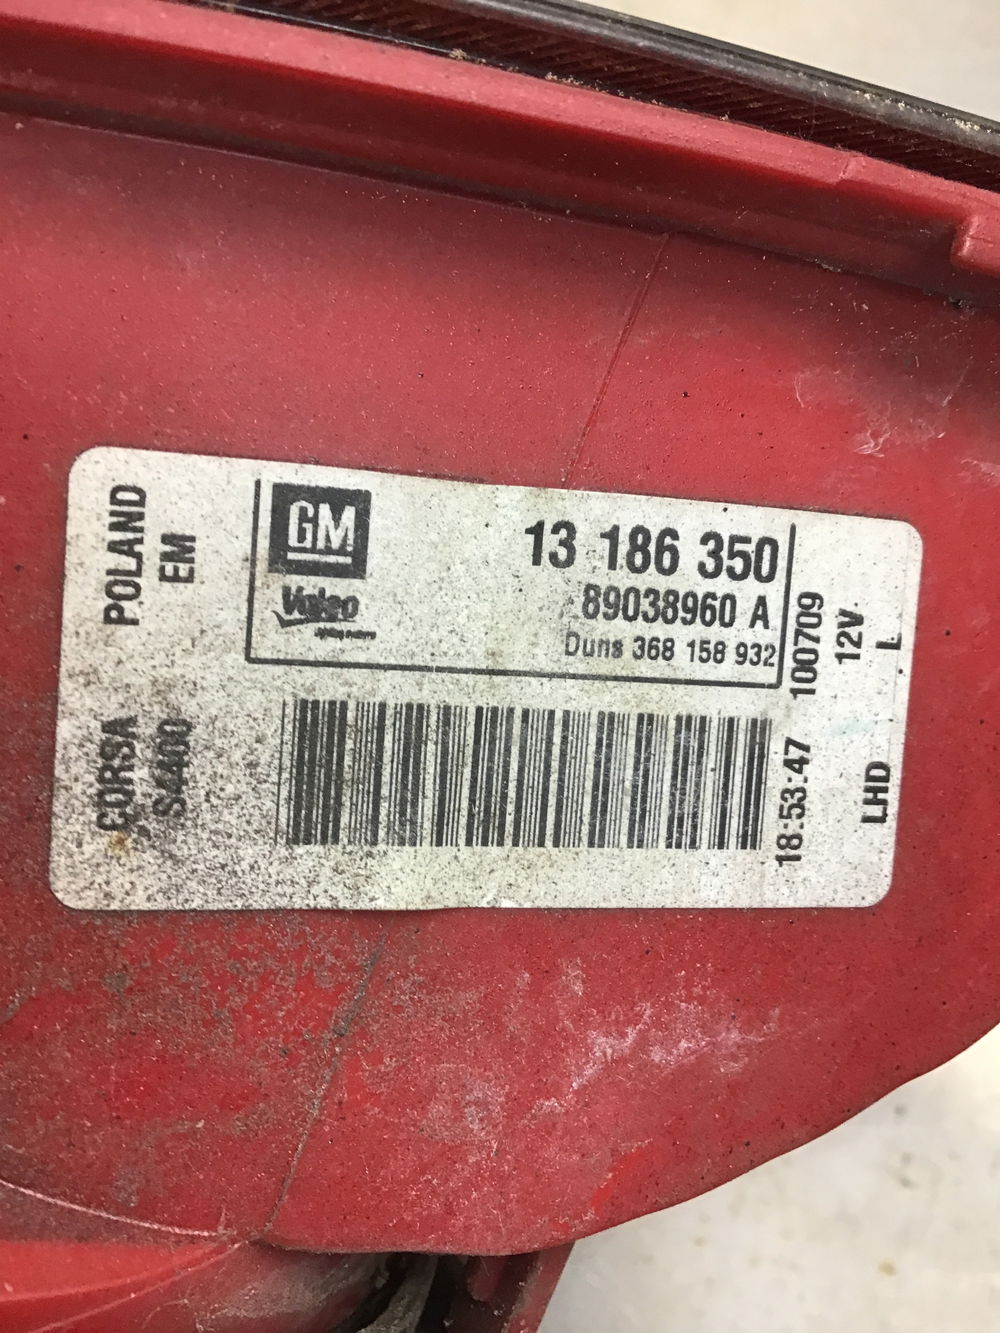 POLAND
EM
GM
Valeo
13 186 350
89038960 A
Duns 368 158 932
100709
12V
L
CORSA
S4400
18:53:47
LHD